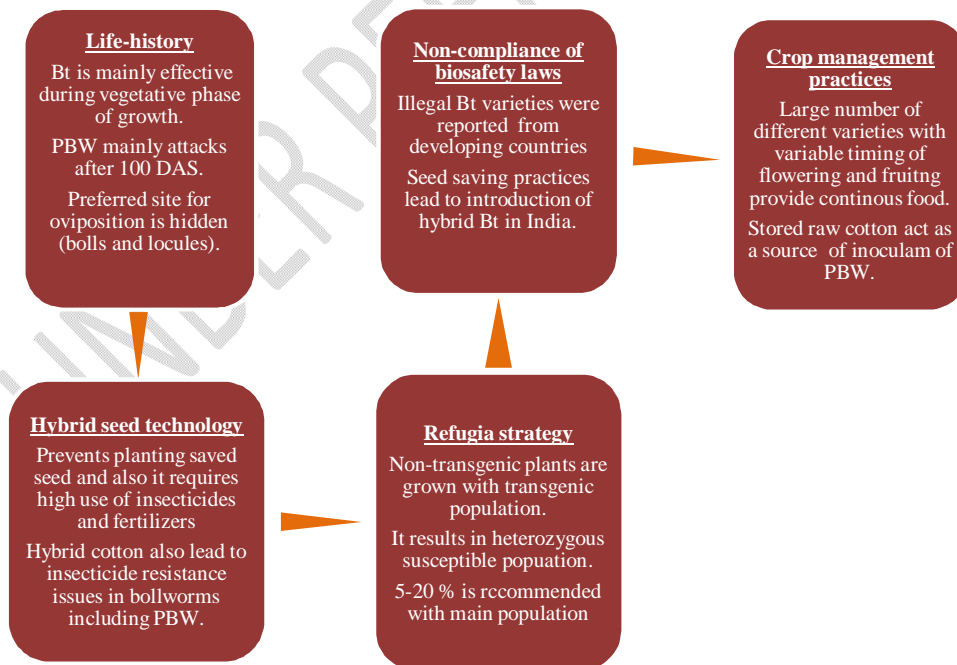 Life-history
Bt is mainly effective
during vegetative phase
of growth.
PBW mainly attacks
after 100 DAS.
Preferred site for
oviposition is hidden
(bolls and locules).
Hybrid seed technology
Prevents planting saved
seed and also it requires
high use of insecticides
and fertilizers
Hybrid cotton also lead to
insecticide resistance
issues in bollworms
including PBW.
Refugia strategy
Non-transgenic plants are
grown with transgenic
population.
It results in heterozygous
susceptible popuation.
5-20 % is rccommended
with main population
Non-compliance of
biosafety laws
Illegal Bt varieties were
reported from
developing countries
Seed saving practices
lead to introduction of
hybrid Bt in India.
Crop management
practices
Large number of
different varieties with
variable timing of
flowering and fruitng
provide continous food.
Stored raw cotton act as
a source of inoculam of
PBW.
UNDER PE